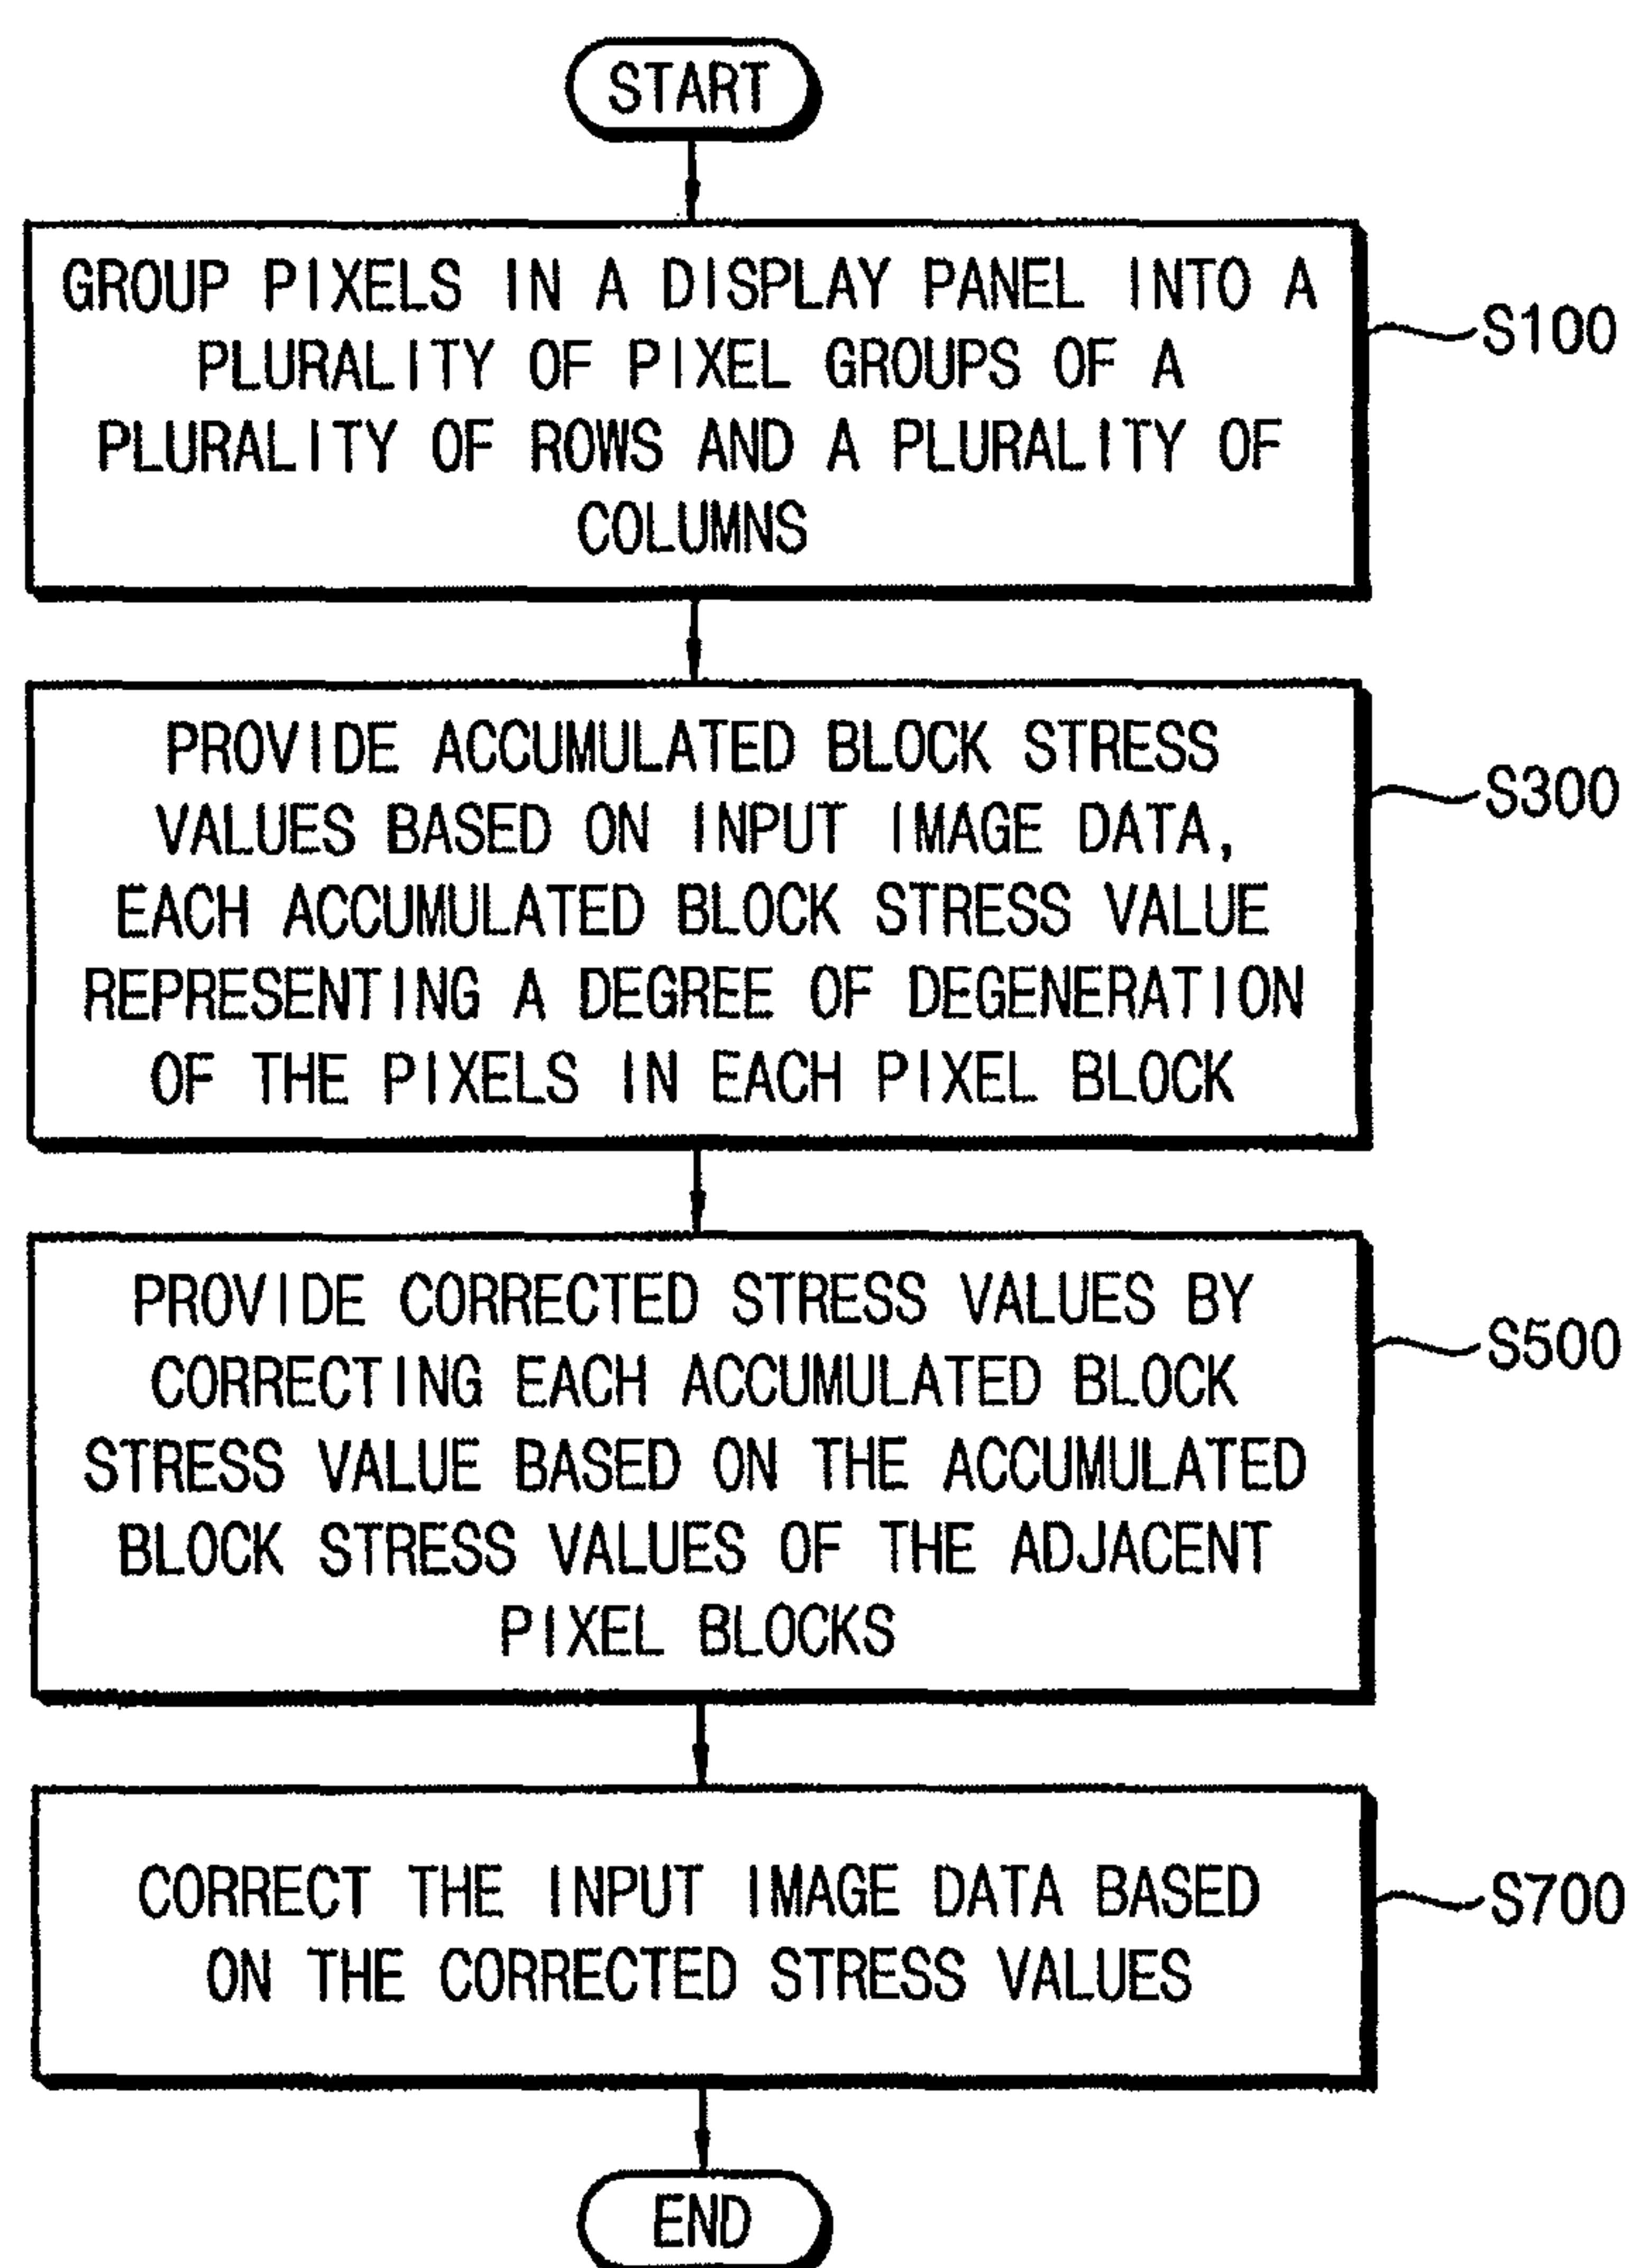 START
GROUP PIXELS IN A DISPLAY PANEL INTO A
PLURALITY OF PIXEL GROUPS OF A
PLURALITY OF ROWS AND A PLURALITY OF
COLUMNS
S100
PROVIDE ACCUMULATED BLOCK STRESS
VALUES BASED ON INPUT IMAGE DATA,
EACH ACCUMULATED BLOCK STRESS VALUE
REPRESENTING A DEGREE OF DEGENERATION
OF THE PIXELS IN EACH PIXEL BLOCK
S300
PROVIDE CORRECTED STRESS VALUES BY
CORRECTING EACH ACCUMULATED BLOCK
STRESS VALUE BASED ON THE ACCUMULATED
BLOCK STRESS VALUES OF THE ADJACENT
PIXEL BLOCKS
S500
CORRECT THE INPUT IMAGE DATA BASED
ON THE CORRECTED STRESS VALUES
S700
END